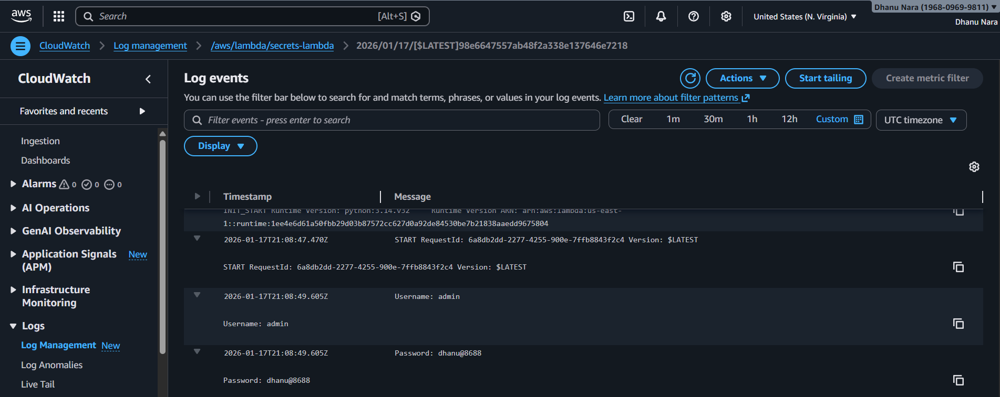 aws
Search
[Alt+S]
United States (N. Virginia)
Dhanu Nara (1968-0969-9811)
Dhanu Nara
CloudWatch
Log management
/aws/lambda/secrets-lambda
2026/01/17/[$LATEST]98e6647557ab48f2a338e137646e7218
CloudWatch
Favorites and recents
Ingestion
Dashboards
Alarms 0 0 0
AI Operations
GenAI Observability
Application Signals New
(APM)
Infrastructure
Monitoring
Logs
Log Management New
Log Anomalies
Live Tail
Log events
Actions
Start tailing
Create metric filter
You can use the filter bar below to search for and match terms, phrases, or values in your log events. Learn more about filter patterns
Filter events - press enter to search
Clear 1m 30m 1h 12h Custom
UTC timezone
Display
Timestamp Message
INIT_START Runtime Version: python:3.14.v32 Runtime Version ARN: arn:aws:lambda:us-east-
1::runtime:1ee4e6d61a50fbb29d03b87572cc627d0a92de84530be7b21838aaedd9675804
2026-01-17T21:08:47.470Z START RequestId: 6a8db2dd-2277-4255-900e-7ffb8843f2c4 Version: $LATEST
START RequestId: 6a8db2dd-2277-4255-900e-7ffb8843f2c4 Version: $LATEST
2026-01-17T21:08:49.605Z Username: admin
Username: admin
2026-01-17T21:08:49.605Z Password: dhanu@8688
Password: dhanu@8688